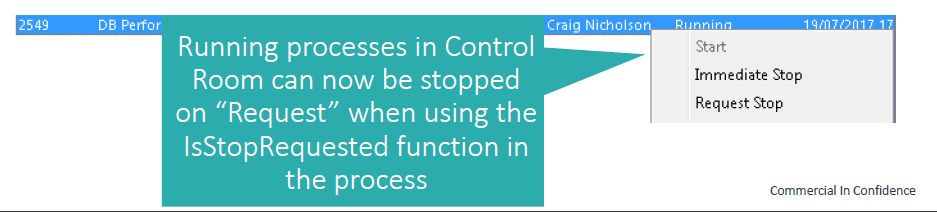 2549 DB Perfor Craig Nicholson Running 19/07/2017 17
Running processes in Control
Room can now be stopped
on “Request” when using the
IsStopRequested function in
the process
Start
Immediate Stop
Request Stop
Commercial In Confidence